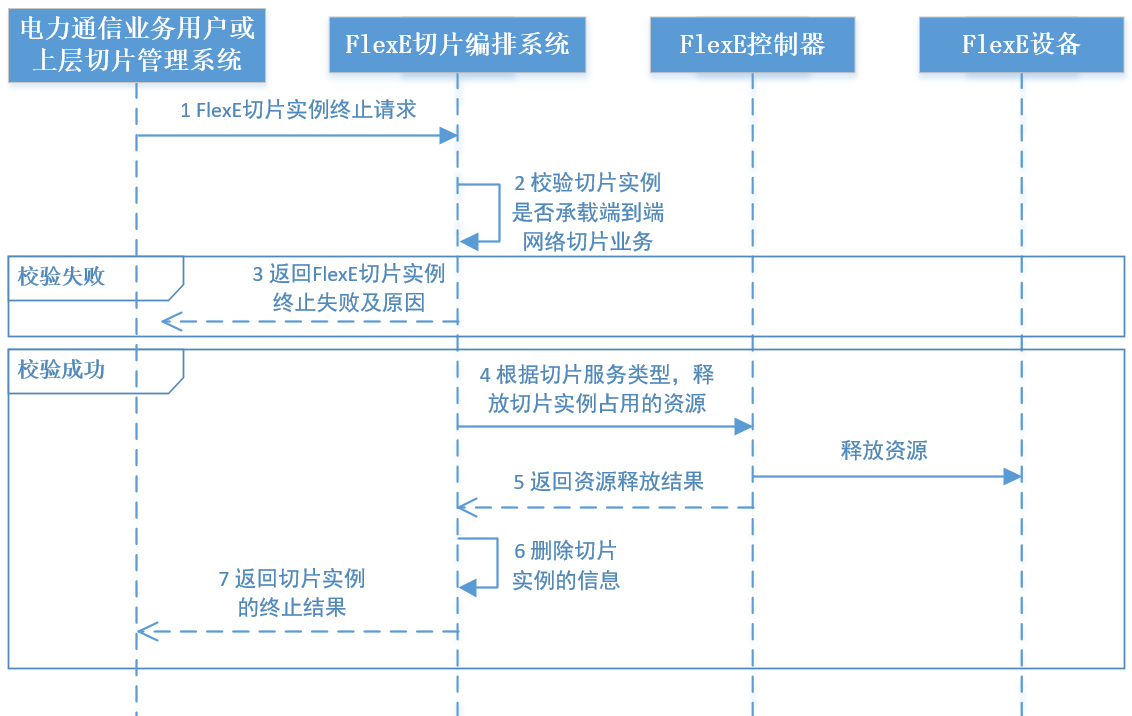 电力通信业务用户或
上层切片管理系统
FlexE切片编排系统
FlexE控制器
FlexE设备
1 FlexE切片实例终止请求
2 校验切片实例
是否承载端到端
网络切片业务
校验失败
3 返回FlexE切片实例
终止失败及原因
校验成功
4 根据切片服务类型，释
放切片实例占用的资源
释放资源
5 返回资源释放结果
6 删除切片
实例的信息
7 返回切片实例
的终止结果